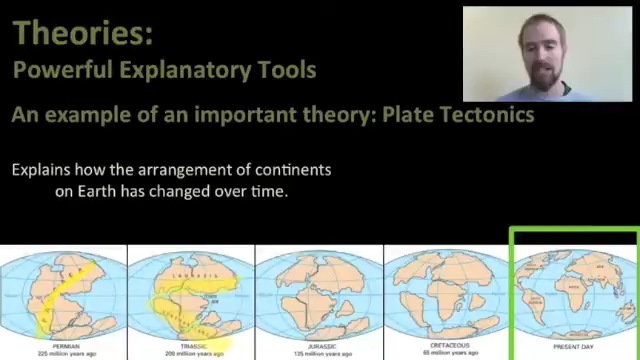 Theories:
Powerful Explanatory Tools
An example of an important theory: Plate Tectonics
Explains how the arrangement of continents
on Earth has changed over time.
LAURASIA
PERMIAN
225 million years ago
TRIASSIC
200 million years ago
JURASSIC
135 million years ago
CRETACEOUS
65 million years ago
PRESENT DAY